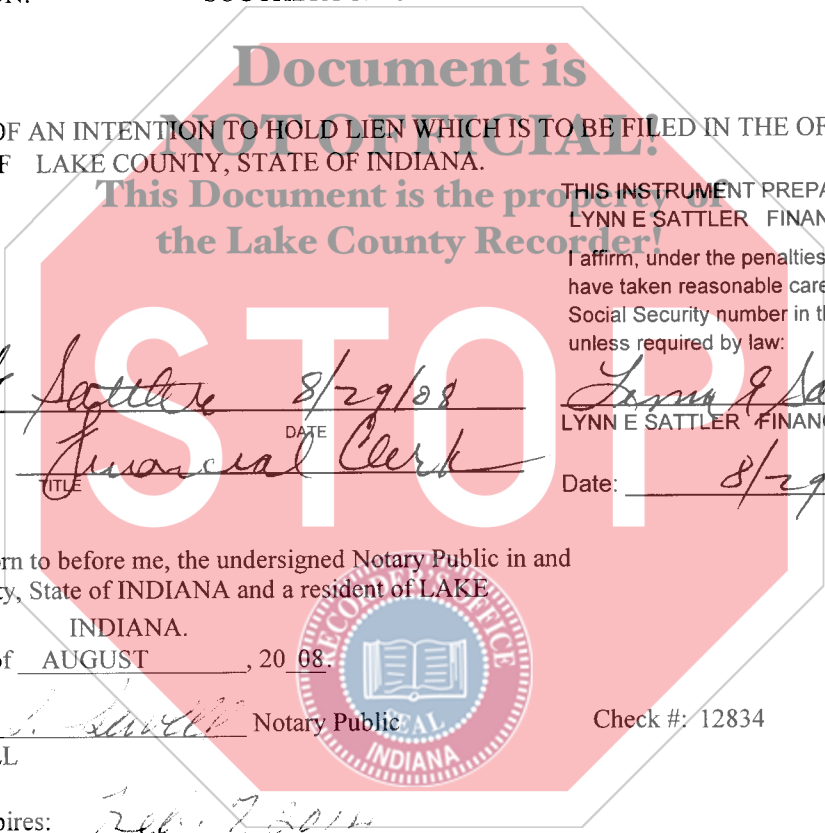 Document is
OF AN INTENTION TO HOLD LIEN WHICH IS TO BE FILED IN THE OF
NOT OFFICIAL!
F LAKE COUNTY, STATE OF INDIANA.
This Document is the property of
the Lake County Recorder!
THIS INSTRUMENT PREPA
LYNN E SATTLER FINAN
I affirm, under the penalties
have taken reasonable care
Social Security number in th
unless required by law:
STOP
Sattler 8/29/08
DATE
Financial Clerk
TITLE
LYNN E SATTLER FINANC
Date: 8/29
rn to before me, the undersigned Notary Public in and
ty, State of INDIANA and a resident of LAKE
INDIANA.
of AUGUST , 20 08.
Notary Public
LL
Check #: 12834
RECORDER'S OFFICE
SEAL
INDIANA
pires: